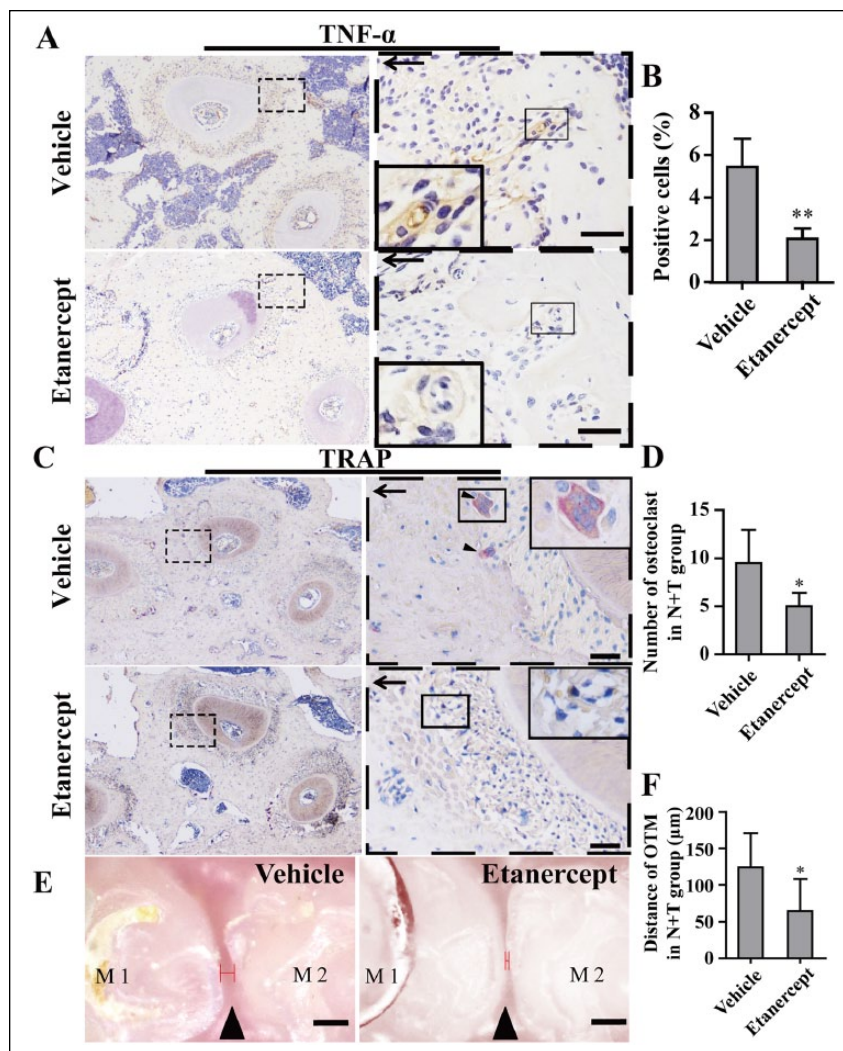 A
TNF-α
Vehicle
Etanercept
B
Positive cells (%)
8
6
4
2
0
**
Vehicle
Etanercept
C
TRAP
Vehicle
Etanercept
D
Number of osteoclast
in N+T group
15
10
5
0
*
Vehicle
Etanercept
E
Vehicle
M 1
M 2
Etanercept
M 1
M 2
F
Distance of OTM
in N+T group (μm)
200
150
100
50
0
*
Vehicle
Etanercept